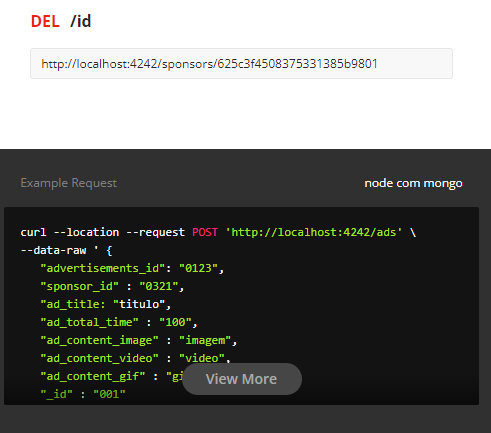 DEL /id
http://localhost:4242/sponsors/625c3f4508375331385b9801
Example Request node com mongo
curl --location --request POST 'http://localhost:4242/ads' \
--data-raw ' {
"advertisements_id": "0123",
"sponsor_id" : "0321",
"ad_title: "titulo",
"ad_total_time" : "100",
"ad_content_image" : "imagem",
"ad_content_video" : "video",
"ad_content_gif" :
View More
"_id" : "001"